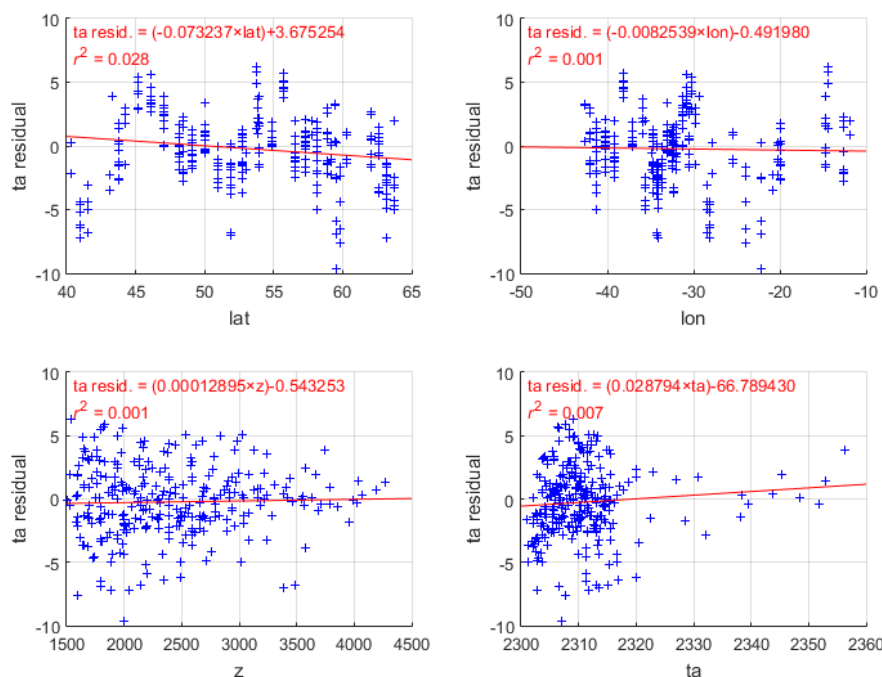 ta resid. = (-0.073237×lat)+3.675254
r² = 0.028
10
5
0
-5
-10
ta residual
40 45 50 55 60 65
lat
ta resid. = (-0.0082539×lon)-0.491980
r² = 0.001
10
5
0
-5
-10
ta residual
-50 -40 -30 -20 -10
lon
ta resid. = (0.00012895×z)-0.543253
r² = 0.001
10
5
0
-5
-10
ta residual
1500 2000 2500 3000 3500 4000 4500
z
ta resid. = (0.028794×ta)-66.789430
r² = 0.007
10
5
0
-5
-10
ta residual
2300 2310 2320 2330 2340 2350 2360
ta